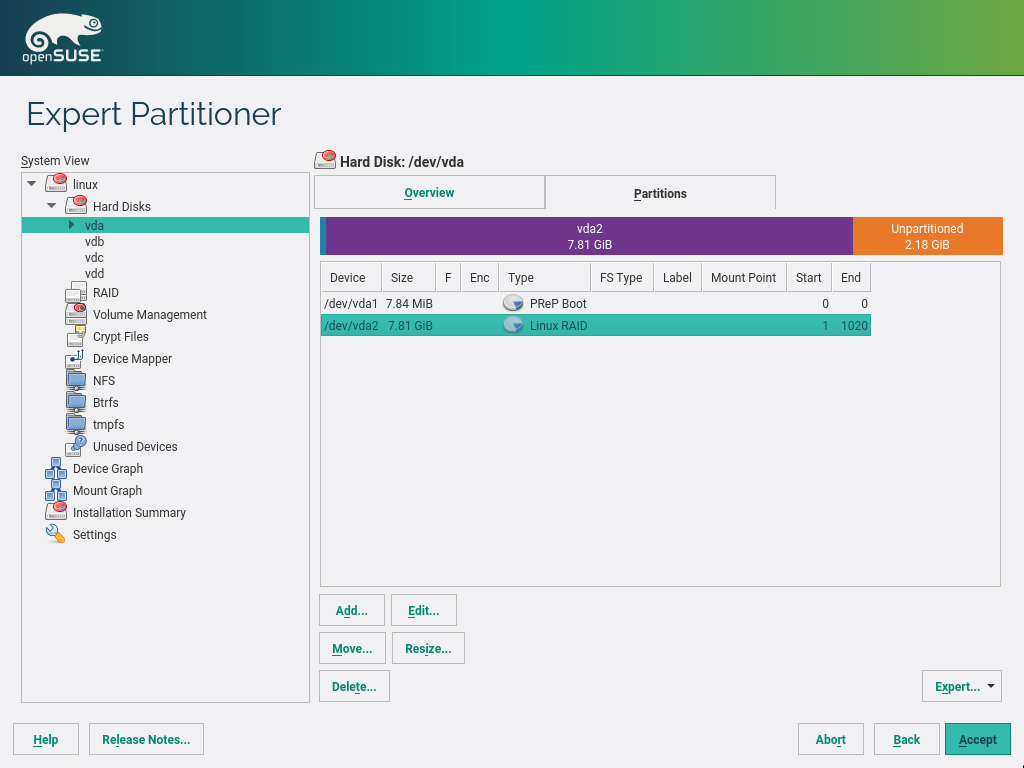 openSUSE
Expert Partitioner
System View
linux
Hard Disks
vda
vdb
vdc
vdd
RAID
Volume Management
Crypt Files
Device Mapper
NFS
Btrfs
tmpfs
Unused Devices
Device Graph
Mount Graph
Installation Summary
Settings
Hard Disk: /dev/vda
Overview Partitions
vda2 Unpartitioned
7.81 GiB 2.18 GiB
Device Size F Enc Type FS Type Label Mount Point Start End
/dev/vda1 7.84 MiB PReP Boot 0 0
/dev/vda2 7.81 GiB Linux RAID 1 1020
Add... Edit...
Move... Resize...
Delete... Expert...
Help Release Notes... Abort Back Accept